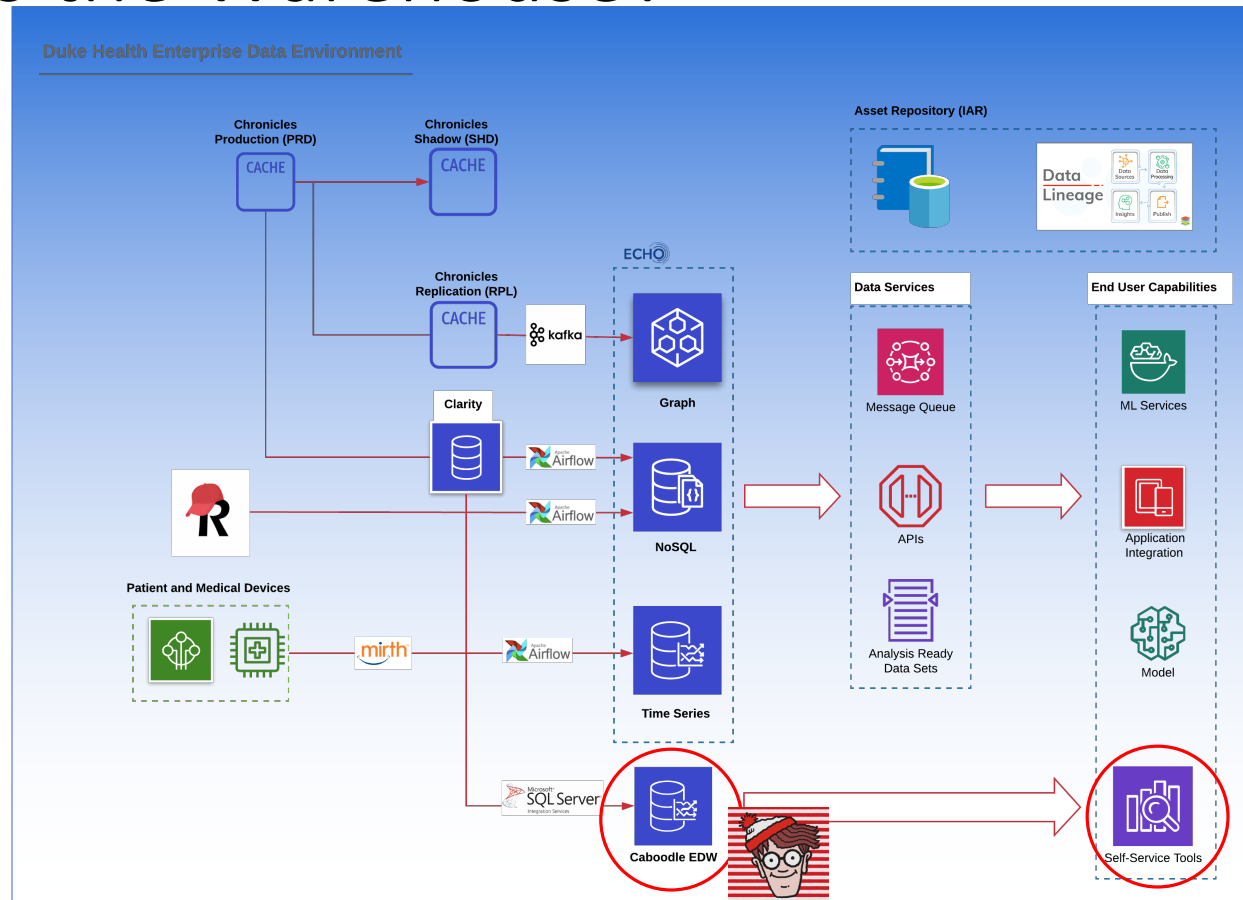 the Warehouse?
Duke Health Enterprise Data Environment
Chronicles
Production (PRD)
CACHE
Chronicles
Shadow (SHD)
CACHE
Asset Repository (IAR)
Data
Lineage
Data
Sources
Data
Processing
Insights
Publish
ECHO
Chronicles
Replication (RPL)
CACHE
kafka
Graph
Data Services
Message Queue
End User Capabilities
ML Services
Clarity
Apache
Airflow
R
Apache
Airflow
NoSQL
APIs
Application
Integration
Patient and Medical Devices
mirth
Apache
Airflow
Time Series
Analysis Ready
Data Sets
Model
Microsoft
SQL Server
Integration Services
Caboodle EDW
Self-Service Tools